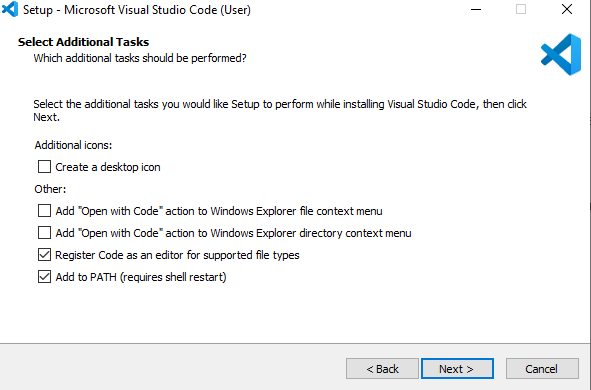 Setup - Microsoft Visual Studio Code (User)
Select Additional Tasks
Which additional tasks should be performed?
Select the additional tasks you would like Setup to perform while installing Visual Studio Code, then click
Next.
Additional icons:
Create a desktop icon
Other:
Add "Open with Code" action to Windows Explorer file context menu
Add "Open with Code" action to Windows Explorer directory context menu
Register Code as an editor for supported file types
Add to PATH (requires shell restart)
< Back Next > Cancel